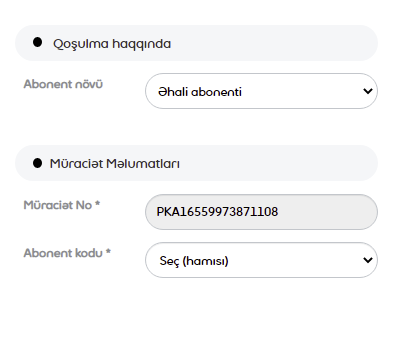 Qoşulma haqqında
Abonent növü
Əhali abonenti
Müraciət Məlumatları
Müraciət No *
PKA16559973871108
Abonent kodu *
Seç (hamısı)